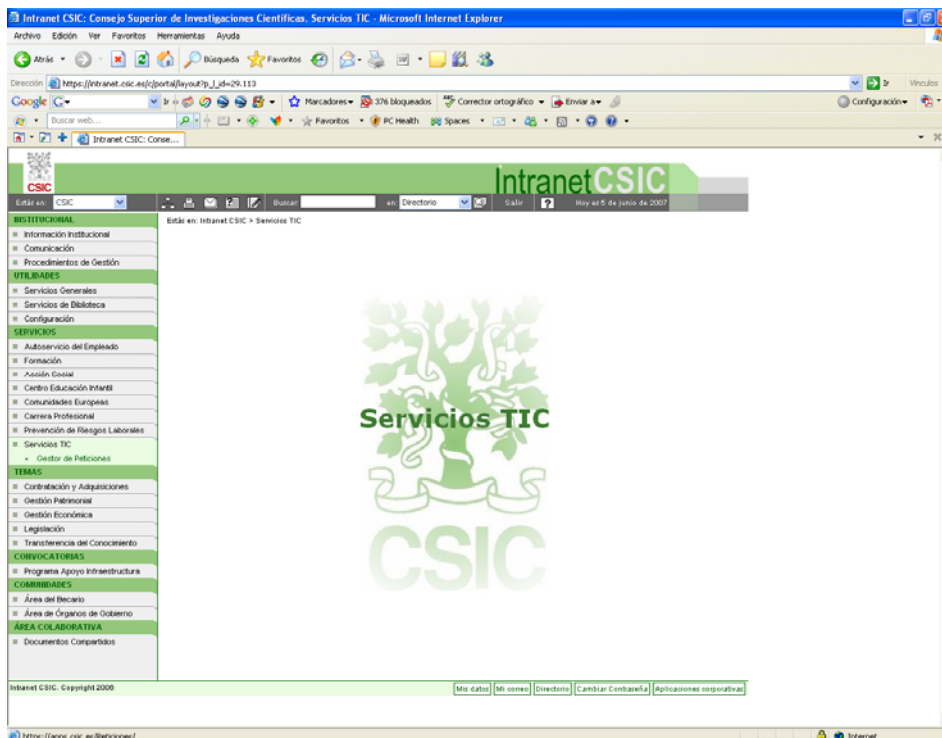 Intranet CSIC: Consejo Superior de Investigaciones Científicas. Servicios TIC - Microsoft Internet Explorer
Archivo Edición Ver Favoritos Herramientas Ayuda
Atrás Búsqueda Favoritos
Dirección https://intranet.csic.es/c/portal/layout?p_l_id=29.113 Ir Vínculos
Google G Ir Marcadores 376 bloqueados Corrector ortográfico Enviar a Configuración
Buscar web... Favoritos PC Health Spaces
Intranet CSIC: Conse...
CSIC
IntranetCSIC
Estás en: CSIC Buscar en: Directorio Salir ? Hoy es 5 de junio de 2007
INSTITUCIONAL
Estás en: Intranet CSIC > Servicios TIC
Información Institucional
Comunicación
Procedimientos de Gestión
UTILIDADES
Servicios Generales
Servicios de Biblioteca
Configuración
SERVICIOS
Autoservicio del Empleado
Formación
Acción Social
Centro Educación Infantil
Comunidades Europeas
Carrera Profesional
Prevención de Riesgos Laborales
Servicios TIC
Gestor de Peticiones
TEMAS
Contratación y Adquisiciones
Gestión Patrimonial
Gestión Económica
Legislación
Transferencia del Conocimiento
CONVOCATORIAS
Programa Apoyo Infraestructura
COMUNIDADES
Área del Becario
Área de Órganos de Gobierno
ÁREA COLABORATIVA
Documentos Compartidos
Servicios TIC
CSIC
Intranet CSIC. Copyright 2006 Mis datos Mi correo Directorio Cambiar Contraseña Aplicaciones corporativas
https://apps.csic.es/Peticiones/ Internet